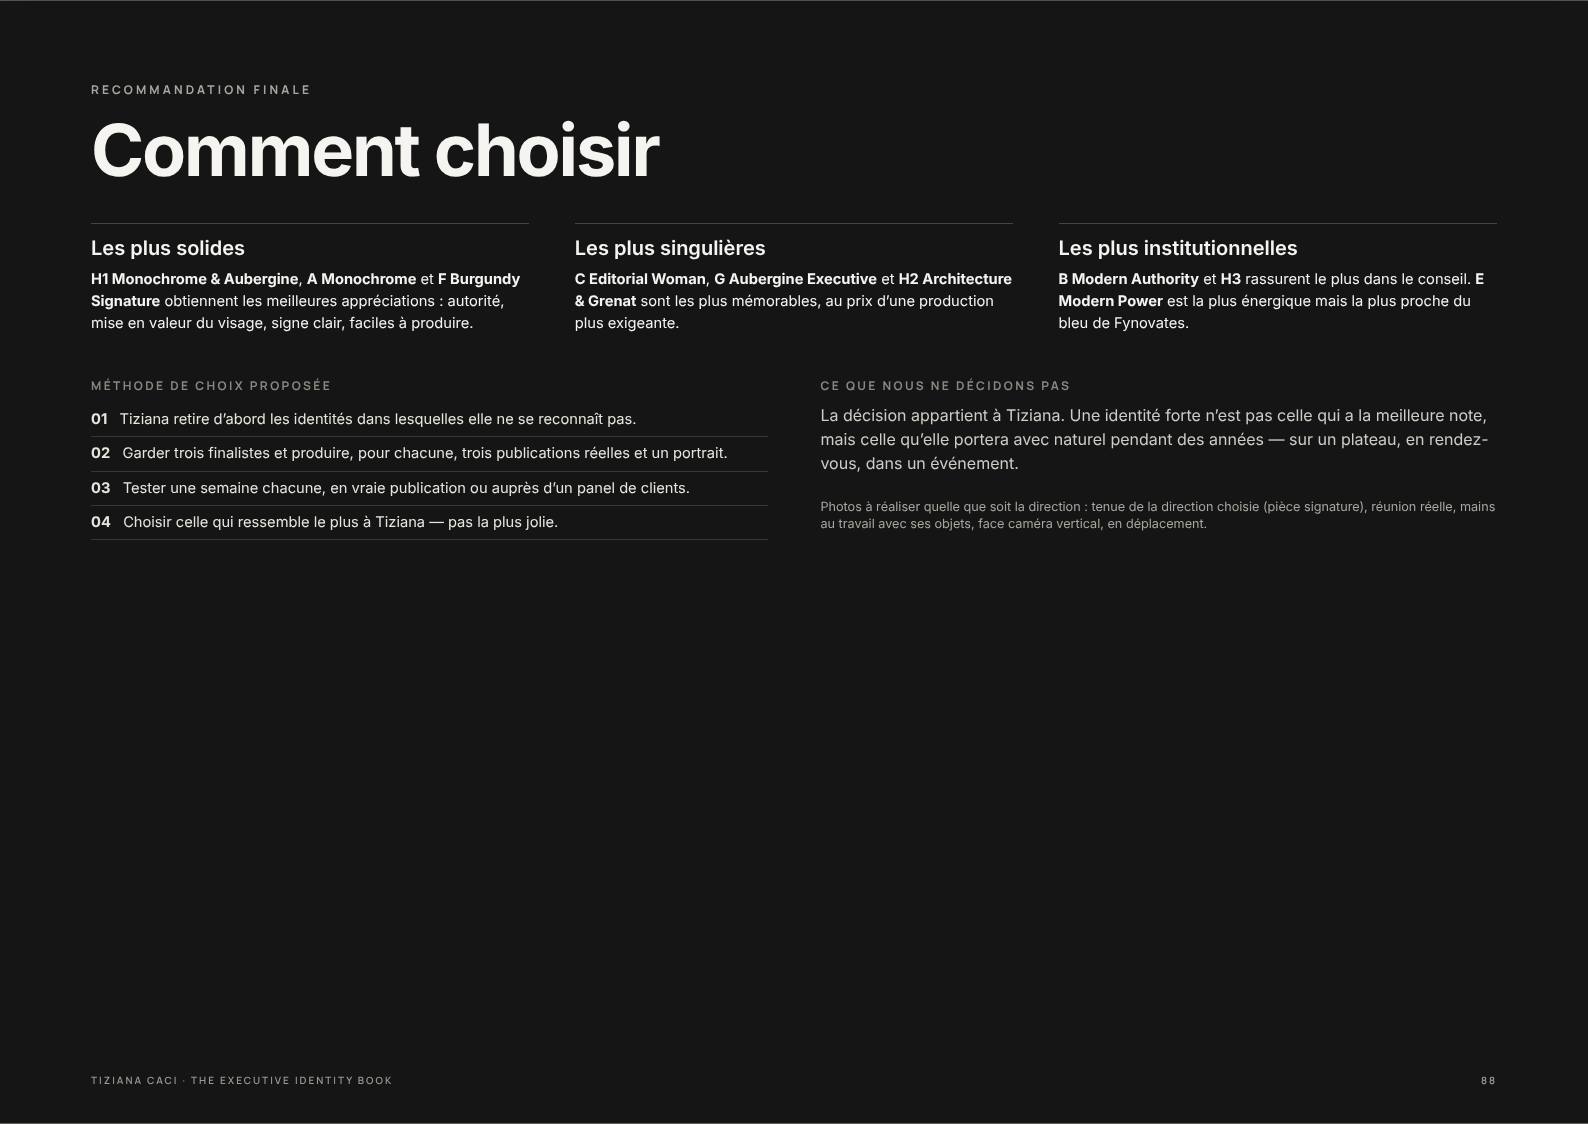 RECOMMANDATION FINALE
Comment choisir
Les plus solides
H1 Monochrome & Aubergine, A Monochrome et F Burgundy
Signature obtiennent les meilleures appréciations : autorité,
mise en valeur du visage, signe clair, faciles à produire.
Les plus singulières
C Editorial Woman, G Aubergine Executive et H2 Architecture
& Grenat sont les plus mémorables, au prix d’une production
plus exigeante.
Les plus institutionnelles
B Modern Authority et H3 rassurent le plus dans le conseil. E
Modern Power est la plus énergique mais la plus proche du
bleu de Fynovates.
MÉTHODE DE CHOIX PROPOSÉE
01 Tiziana retire d’abord les identités dans lesquelles elle ne se reconnaît pas.
02 Garder trois finalistes et produire, pour chacune, trois publications réelles et un portrait.
03 Tester une semaine chacune, en vraie publication ou auprès d’un panel de clients.
04 Choisir celle qui ressemble le plus à Tiziana — pas la plus jolie.
CE QUE NOUS NE DÉCIDONS PAS
La décision appartient à Tiziana. Une identité forte n’est pas celle qui a la meilleure note,
mais celle qu’elle portera avec naturel pendant des années — sur un plateau, en rendez-
vous, dans un événement.
Photos à réaliser quelle que soit la direction : tenue de la direction choisie (pièce signature), réunion réelle, mains
au travail avec ses objets, face caméra vertical, en déplacement.
TIZIANA CACI · THE EXECUTIVE IDENTITY BOOK
88